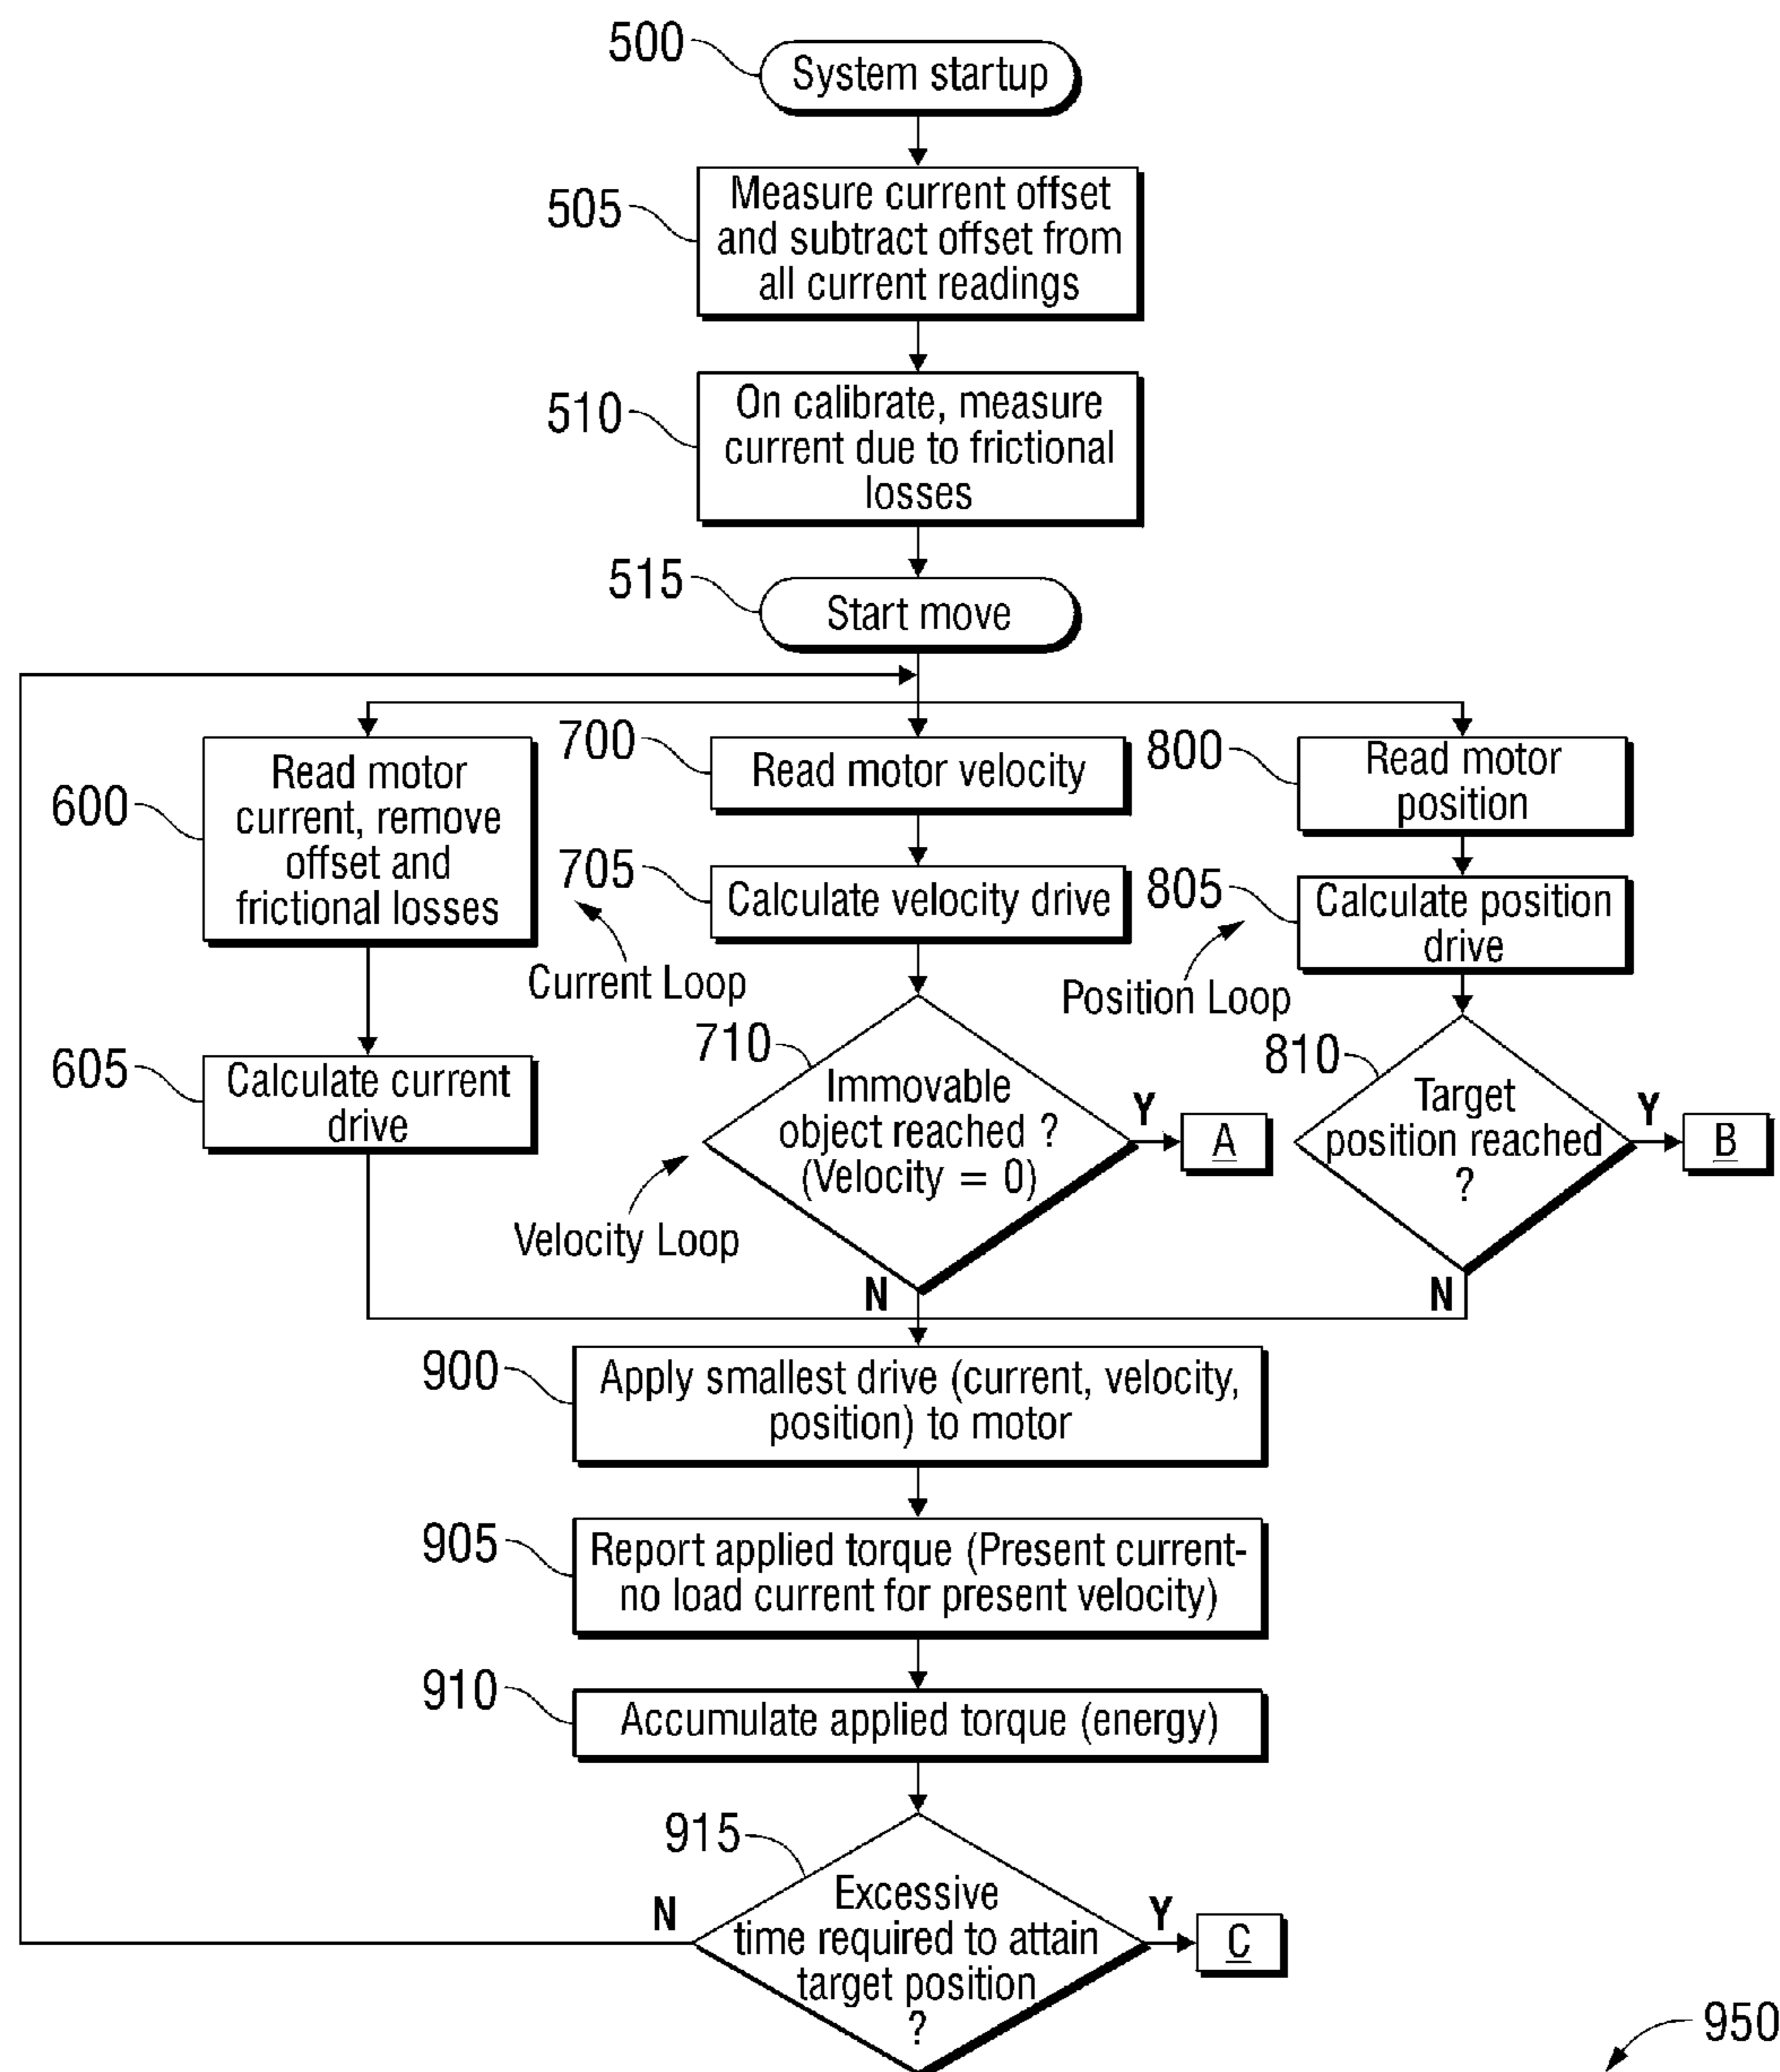 500
System startup
505
Measure current offset
and subtract offset from
all current readings
510
On calibrate, measure
current due to frictional
losses
515
Start move
600
Read motor
current, remove
offset and
frictional losses
605
Calculate current
drive
Current Loop
700
Read motor velocity
705
Calculate velocity drive
710
Immovable
object reached ?
(Velocity = 0)
Y
A
N
Velocity Loop
800
Read motor
position
805
Calculate position
drive
Position Loop
810
Target
position reached
?
Y
B
N
900
Apply smallest drive (current, velocity,
position) to motor
905
Report applied torque (Present current-
no load current for present velocity)
910
Accumulate applied torque (energy)
915
Excessive
time required to attain
target position
?
N
Y
C
950